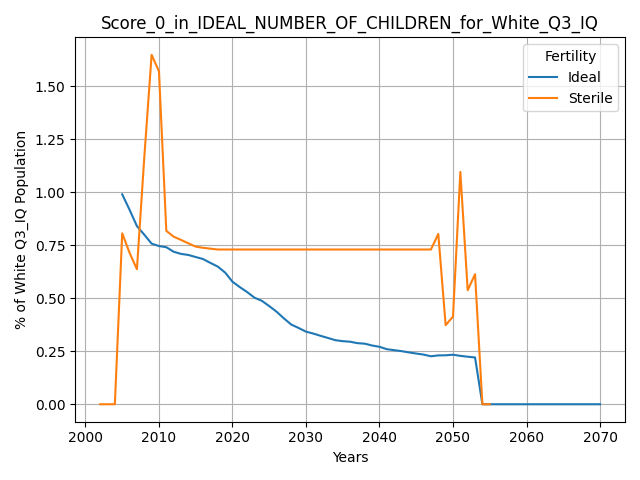 Score_0_in_IDEAL_NUMBER_OF_CHILDREN_for_White_Q3_IQ
% of White Q3_IQ Population
1.50
1.25
1.00
0.75
0.50
0.25
0.00
Fertility
Ideal
Sterile
2000 2010 2020 2030 2040 2050 2060 2070
Years